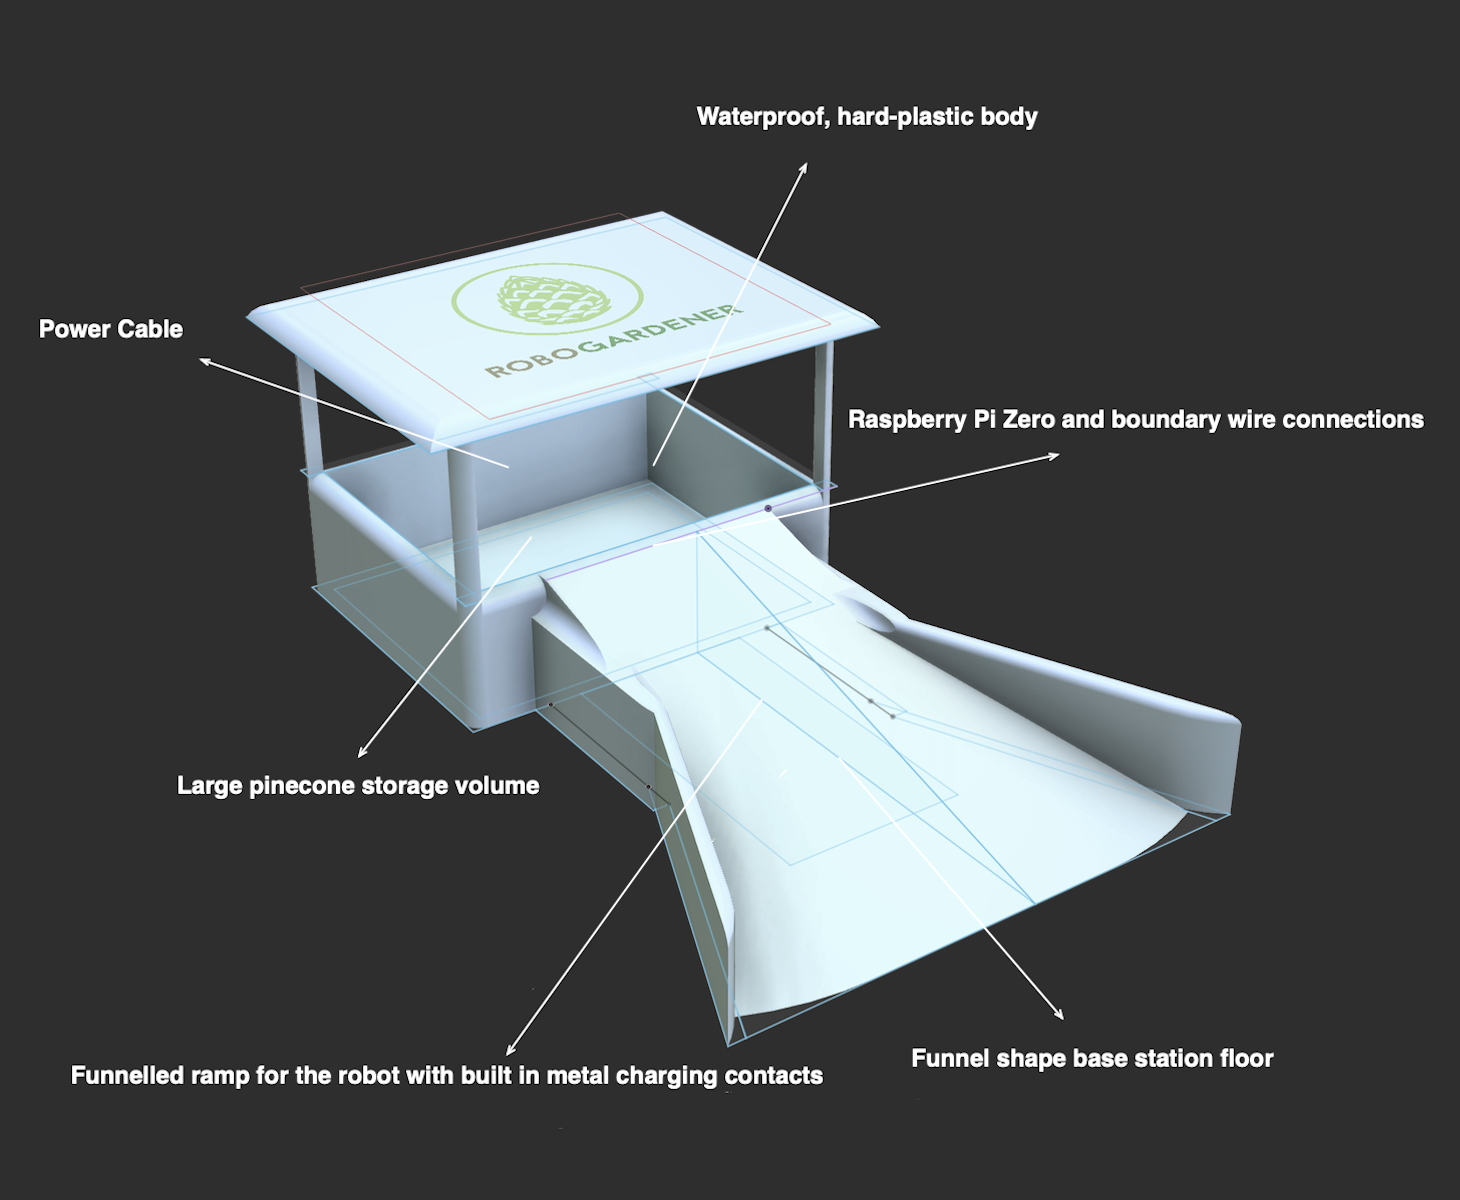 Waterproof, hard-plastic body
ROBOGARDENER
Power Cable
Raspberry Pi Zero and boundary wire connections
Large pinecone storage volume
Funnel shape base station floor
Funnelled ramp for the robot with built in metal charging contacts